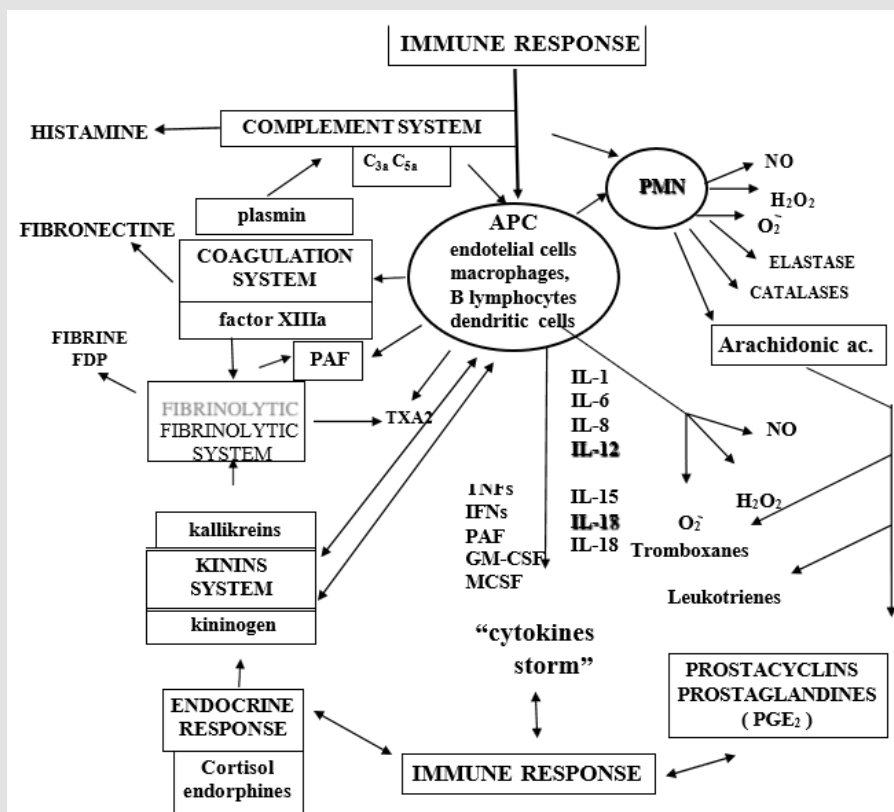 IMMUNE RESPONSE
HISTAMINE
COMPLEMENT SYSTEM
C3a C5a
PMN
NO
H2O2
O2-
ELASTASE
CATALASES
Arachidonic ac.
plasmin
FIBRONECTINE
COAGULATION
SYSTEM
factor XIIIa
APC
endotelial cells
macrophages,
B lymphocytes
dendritic cells
FIBRINE
FDP
PAF
FIBRINOLYTIC
FIBRINOLYTIC
SYSTEM
TXA2
IL-1
IL-6
IL-8
IL-12
IL-15
IL-18
TNFs
IFNs
PAF
GM-CSF
MCSF
NO
H2O2
O2-
Tromboxanes
Leukotrienes
kallikreins
KININS
SYSTEM
kininogen
“cytokines
storm”
PROSTACYCLINS
PROSTAGLANDINES
( PGE2 )
ENDOCRINE
RESPONSE
Cortisol
endorphines
IMMUNE RESPONSE